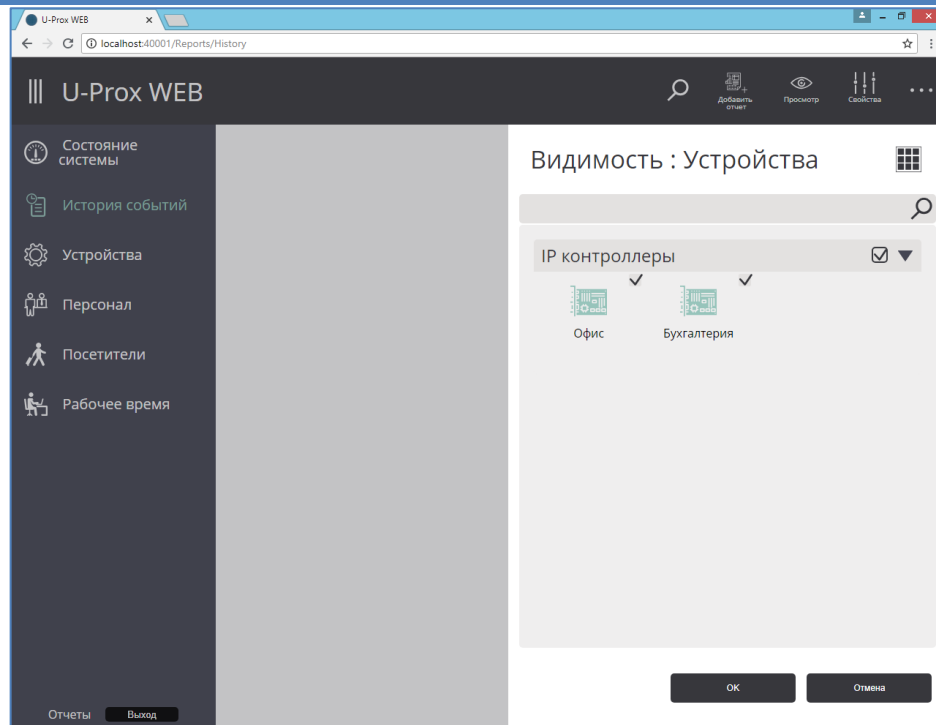 U-Prox WEB
localhost:40001/Reports/History
U-Prox WEB
Добавить
отчет
Просмотр
Свойства
Состояние
системы
История событий
Устройства
Персонал
Посетители
Рабочее время
Отчеты
Выход
Видимость : Устройства
IP контроллеры
Офис
Бухгалтерия
OK
Отмена